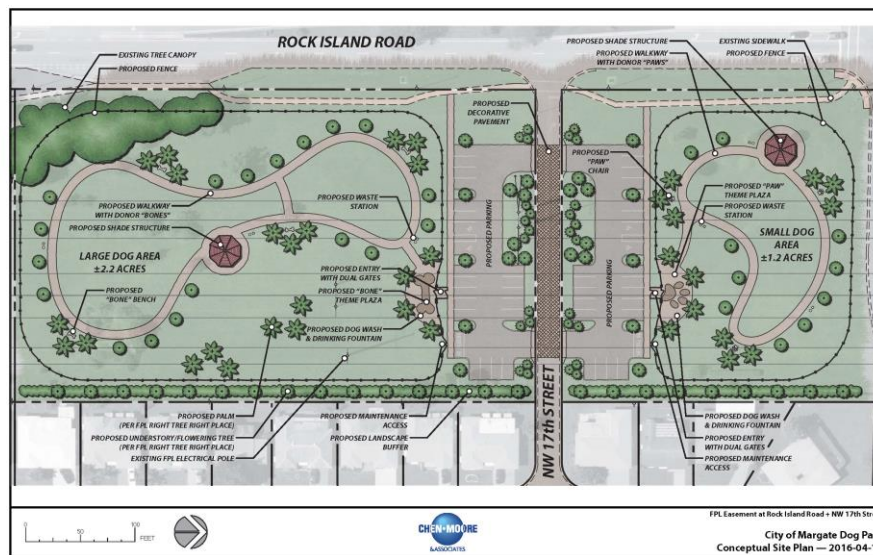 ROCK ISLAND ROAD
EXISTING TREE CANOPY
PROPOSED FENCE
PROPOSED SHADE STRUCTURE
PROPOSED WALKWAY
WITH DONOR "PAWS"
EXISTING SIDEWALK
PROPOSED FENCE
PROPOSED
DECORATIVE
PAVEMENT
PROPOSED
"PAW"
CHAIR
PROPOSED WALKWAY
WITH DONOR "BONES"
PROPOSED SHADE STRUCTURE
PROPOSED WASTE
STATION
PROPOSED "PAW"
THEME PLAZA
PROPOSED WASTE
STATION
LARGE DOG AREA
±2.2 ACRES
SMALL DOG
AREA
±1.2 ACRES
PROPOSED PARKING
PROPOSED PARKING
PROPOSED
"BONE" BENCH
PROPOSED ENTRY
WITH DUAL GATES
PROPOSED "BONE"
THEME PLAZA
PROPOSED DOG WASH
& DRINKING FOUNTAIN
NW 17th STREET
PROPOSED PALM
(PER FPL RIGHT TREE RIGHT PLACE)
PROPOSED UNDERSTORY/FLOWERING TREE
(PER FPL RIGHT TREE RIGHT PLACE)
EXISTING FPL ELECTRICAL POLE
PROPOSED MAINTENANCE
ACCESS
PROPOSED LANDSCAPE
BUFFER
PROPOSED DOG WASH
& DRINKING FOUNTAIN
PROPOSED ENTRY
WITH DUAL GATES
PROPOSED MAINTENANCE
ACCESS
0 50 100
FEET
CHEN•MOORE
& ASSOCIATES
FPL Easement at Rock Island Road + NW 17th Stre
City of Margate Dog Pa
Conceptual Site Plan — 2016-04-